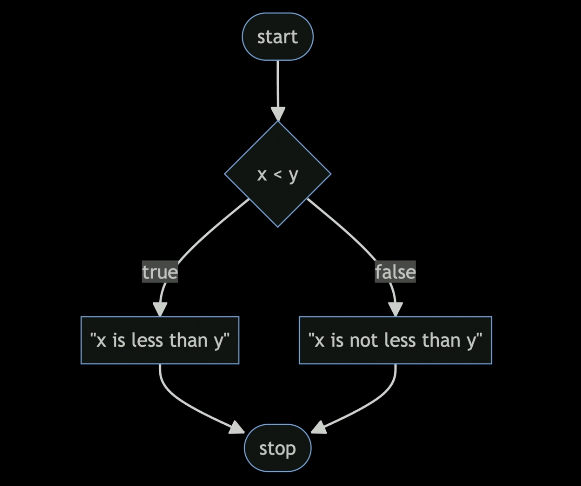 start
x < y
true
false
"x is less than y"
"x is not less than y"
stop